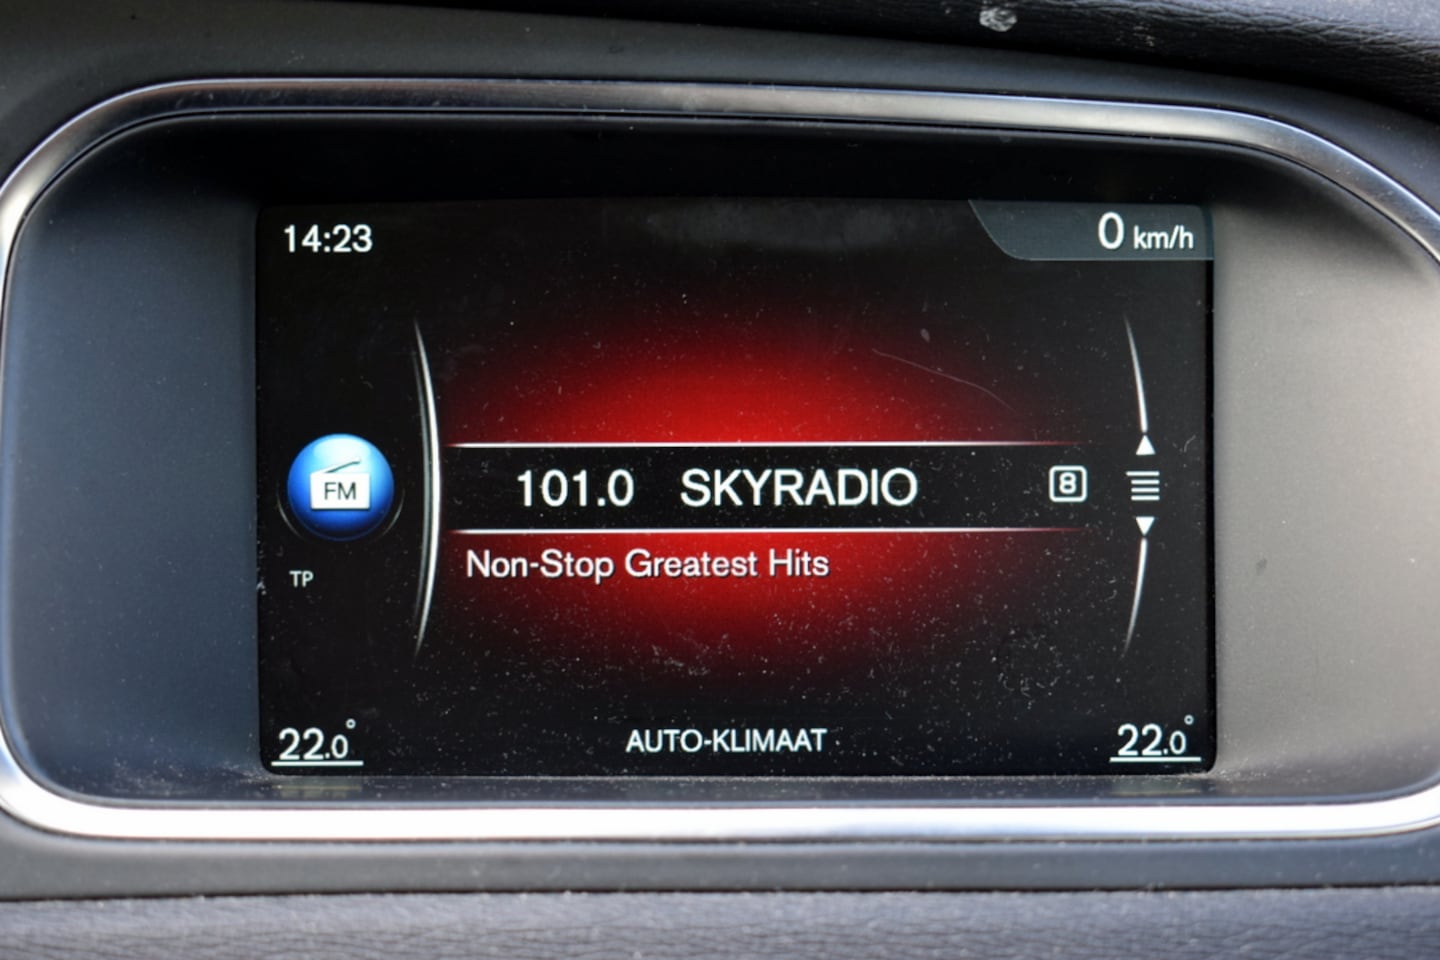 14:23
0 km/h
FM
101.0 SKYRADIO 8
Non-Stop Greatest Hits
TP
22.0°
AUTO-KLIMAAT
22.0°